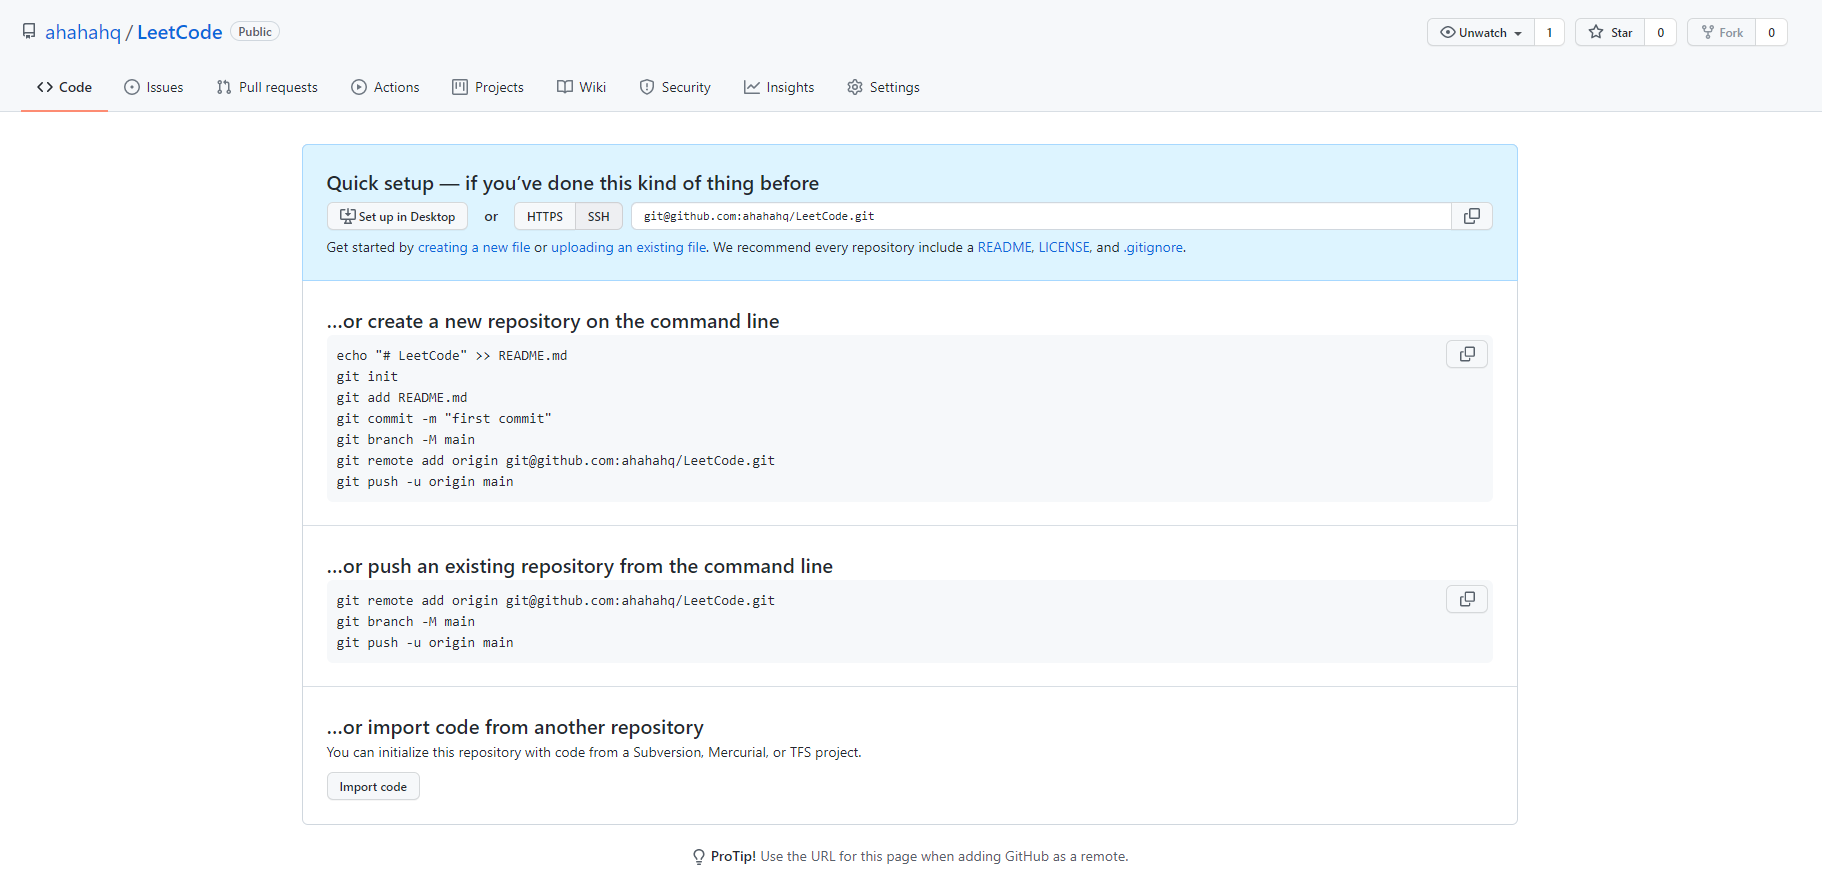 ahahahq / LeetCode Public
Unwatch 1 Star 0 Fork 0
Code Issues Pull requests Actions Projects Wiki Security Insights Settings
Quick setup — if you’ve done this kind of thing before
Set up in Desktop or HTTPS SSH git@github.com:ahahahq/LeetCode.git
Get started by creating a new file or uploading an existing file. We recommend every repository include a README, LICENSE, and .gitignore.
…or create a new repository on the command line
echo "# LeetCode" >> README.md
git init
git add README.md
git commit -m "first commit"
git branch -M main
git remote add origin git@github.com:ahahahq/LeetCode.git
git push -u origin main
…or push an existing repository from the command line
git remote add origin git@github.com:ahahahq/LeetCode.git
git branch -M main
git push -u origin main
…or import code from another repository
You can initialize this repository with code from a Subversion, Mercurial, or TFS project.
Import code
ProTip! Use the URL for this page when adding GitHub as a remote.